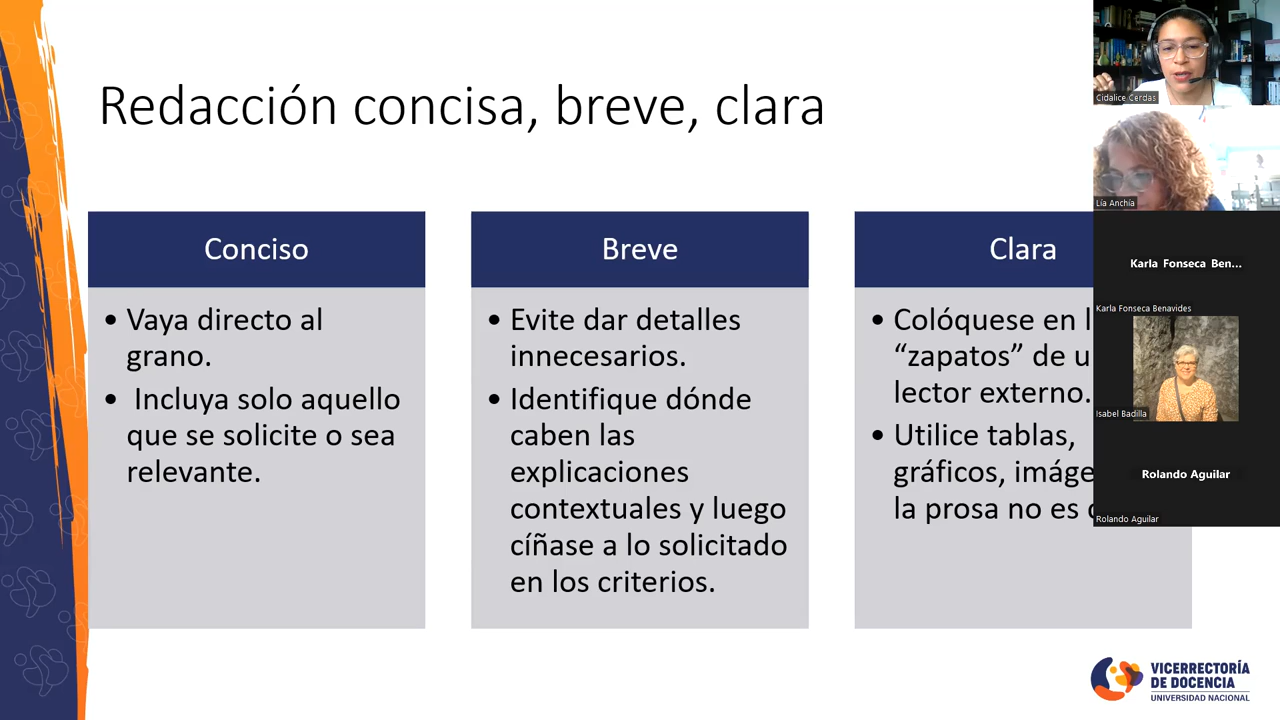 Redacción concisa, breve, clara
Conciso
• Vaya directo al
grano.
• Incluya solo aquello
que se solicite o sea
relevante.
Breve
• Evite dar detalles
innecesarios.
• Identifique dónde
caben las
explicaciones
contextuales y luego
cíñase a lo solicitado
en los criterios.
Clara
• Colóquese en
“zapatos” de
lector externo.
• Utilice tablas,
gráficos,
la prosa no es
Cidalice Cerdas
Lía Anchía
Karla Fonseca Ben...
Karla Fonseca Benavides
Isabel Badilla
Rolando Aguilar
Rolando Aguilar
VICERRECTORÍA
DE DOCENCIA
UNIVERSIDAD NACIONAL